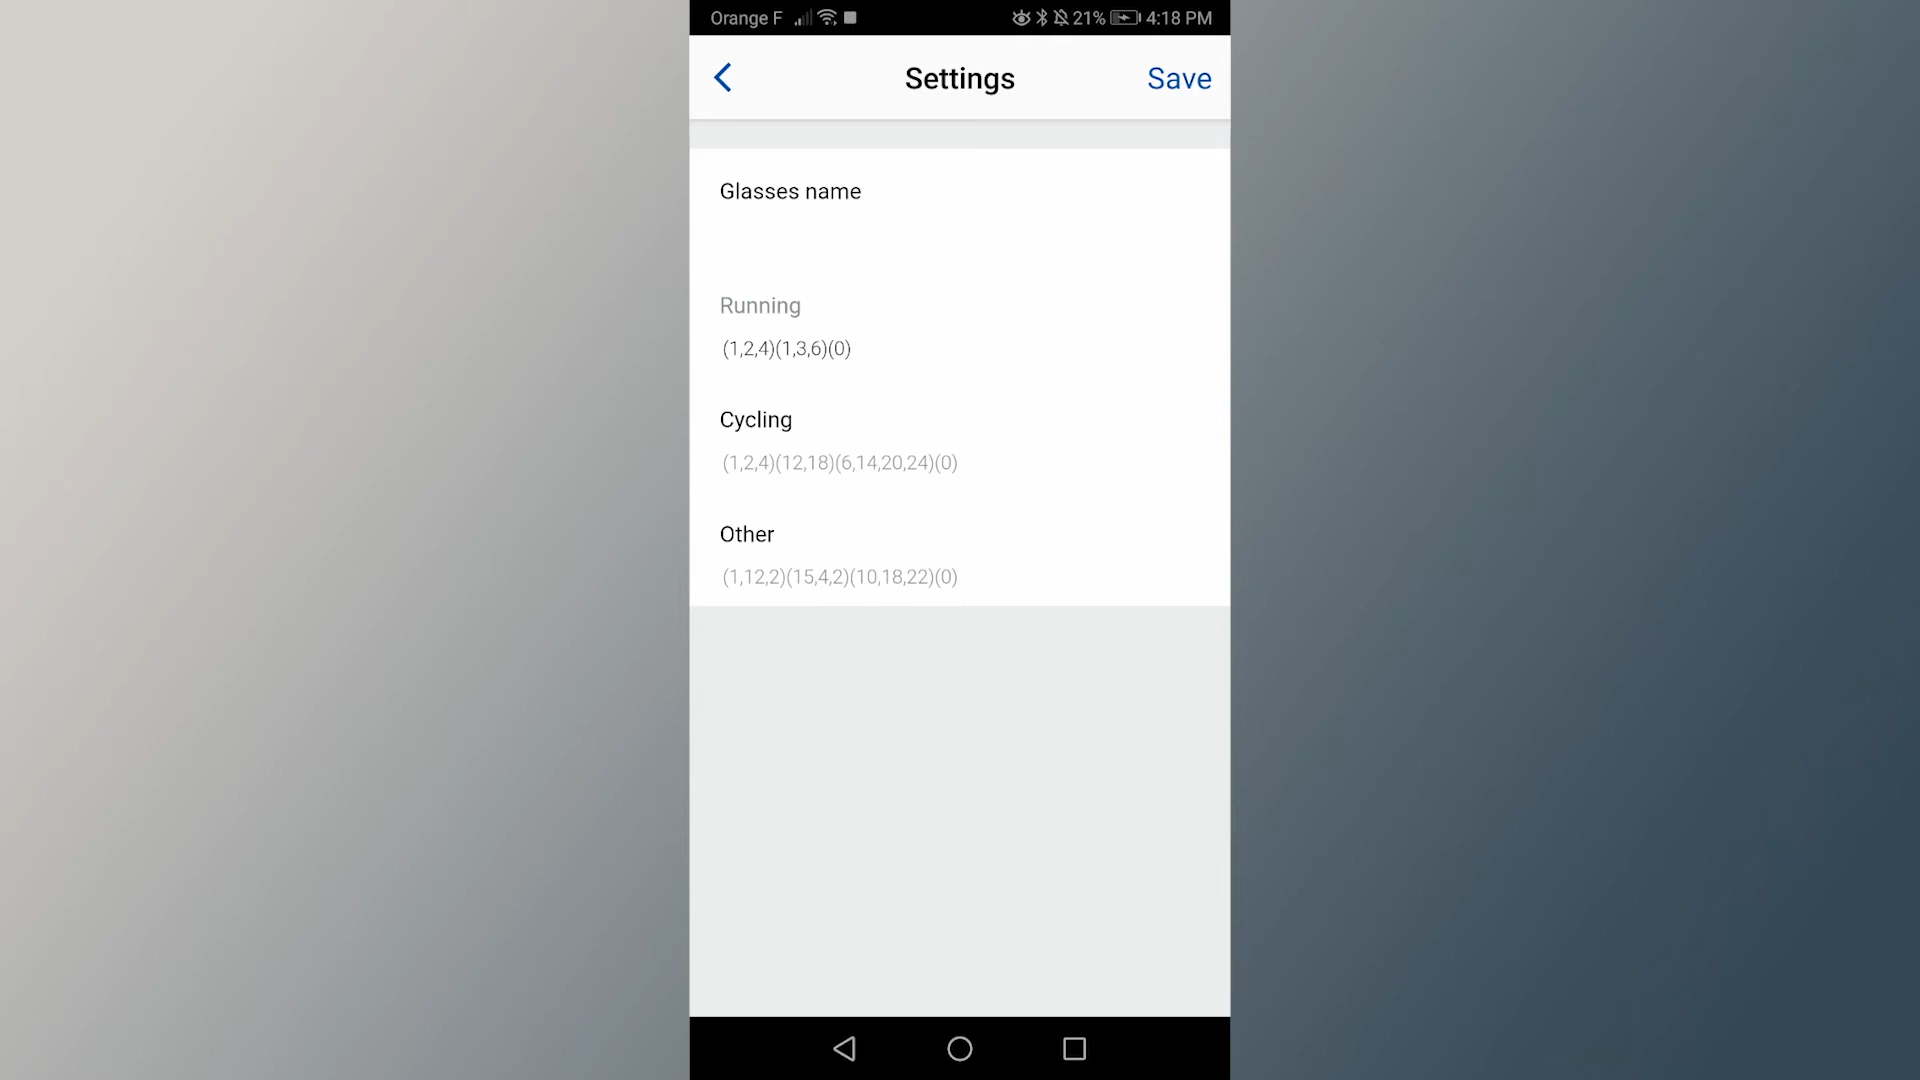 Orange F 21% 4:18 PM
Settings Save
Glasses name
Running
(1,2,4)(1,3,6)(0)
Cycling
(1,2,4)(12,18)(6,14,20,24)(0)
Other
(1,12,2)(15,4,2)(10,18,22)(0)